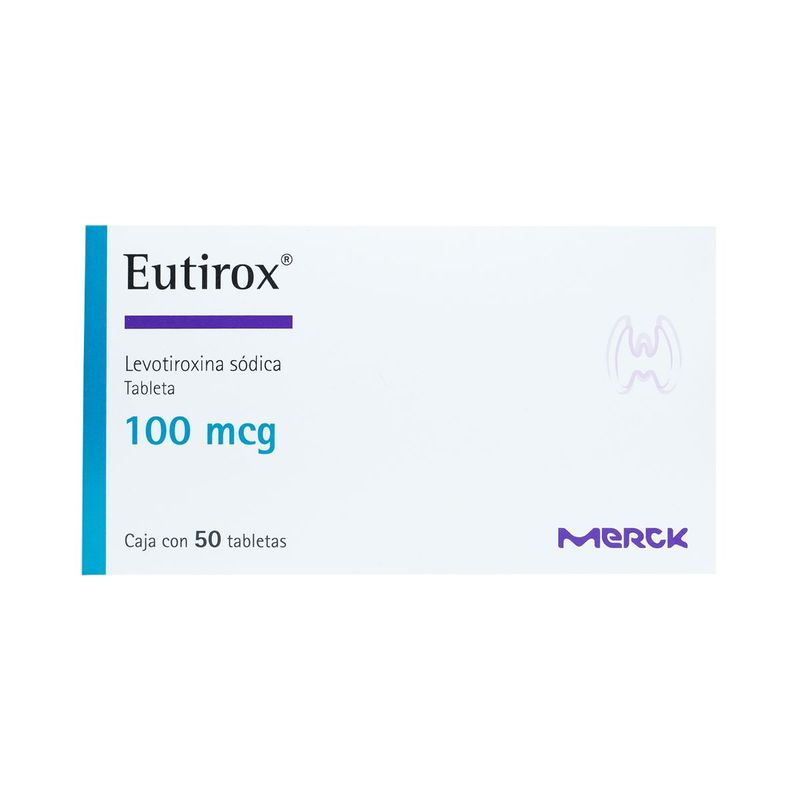 Eutirox®
Levotiroxina sódica
Tableta
100 mcg
Caja con 50 tabletas
MERCK